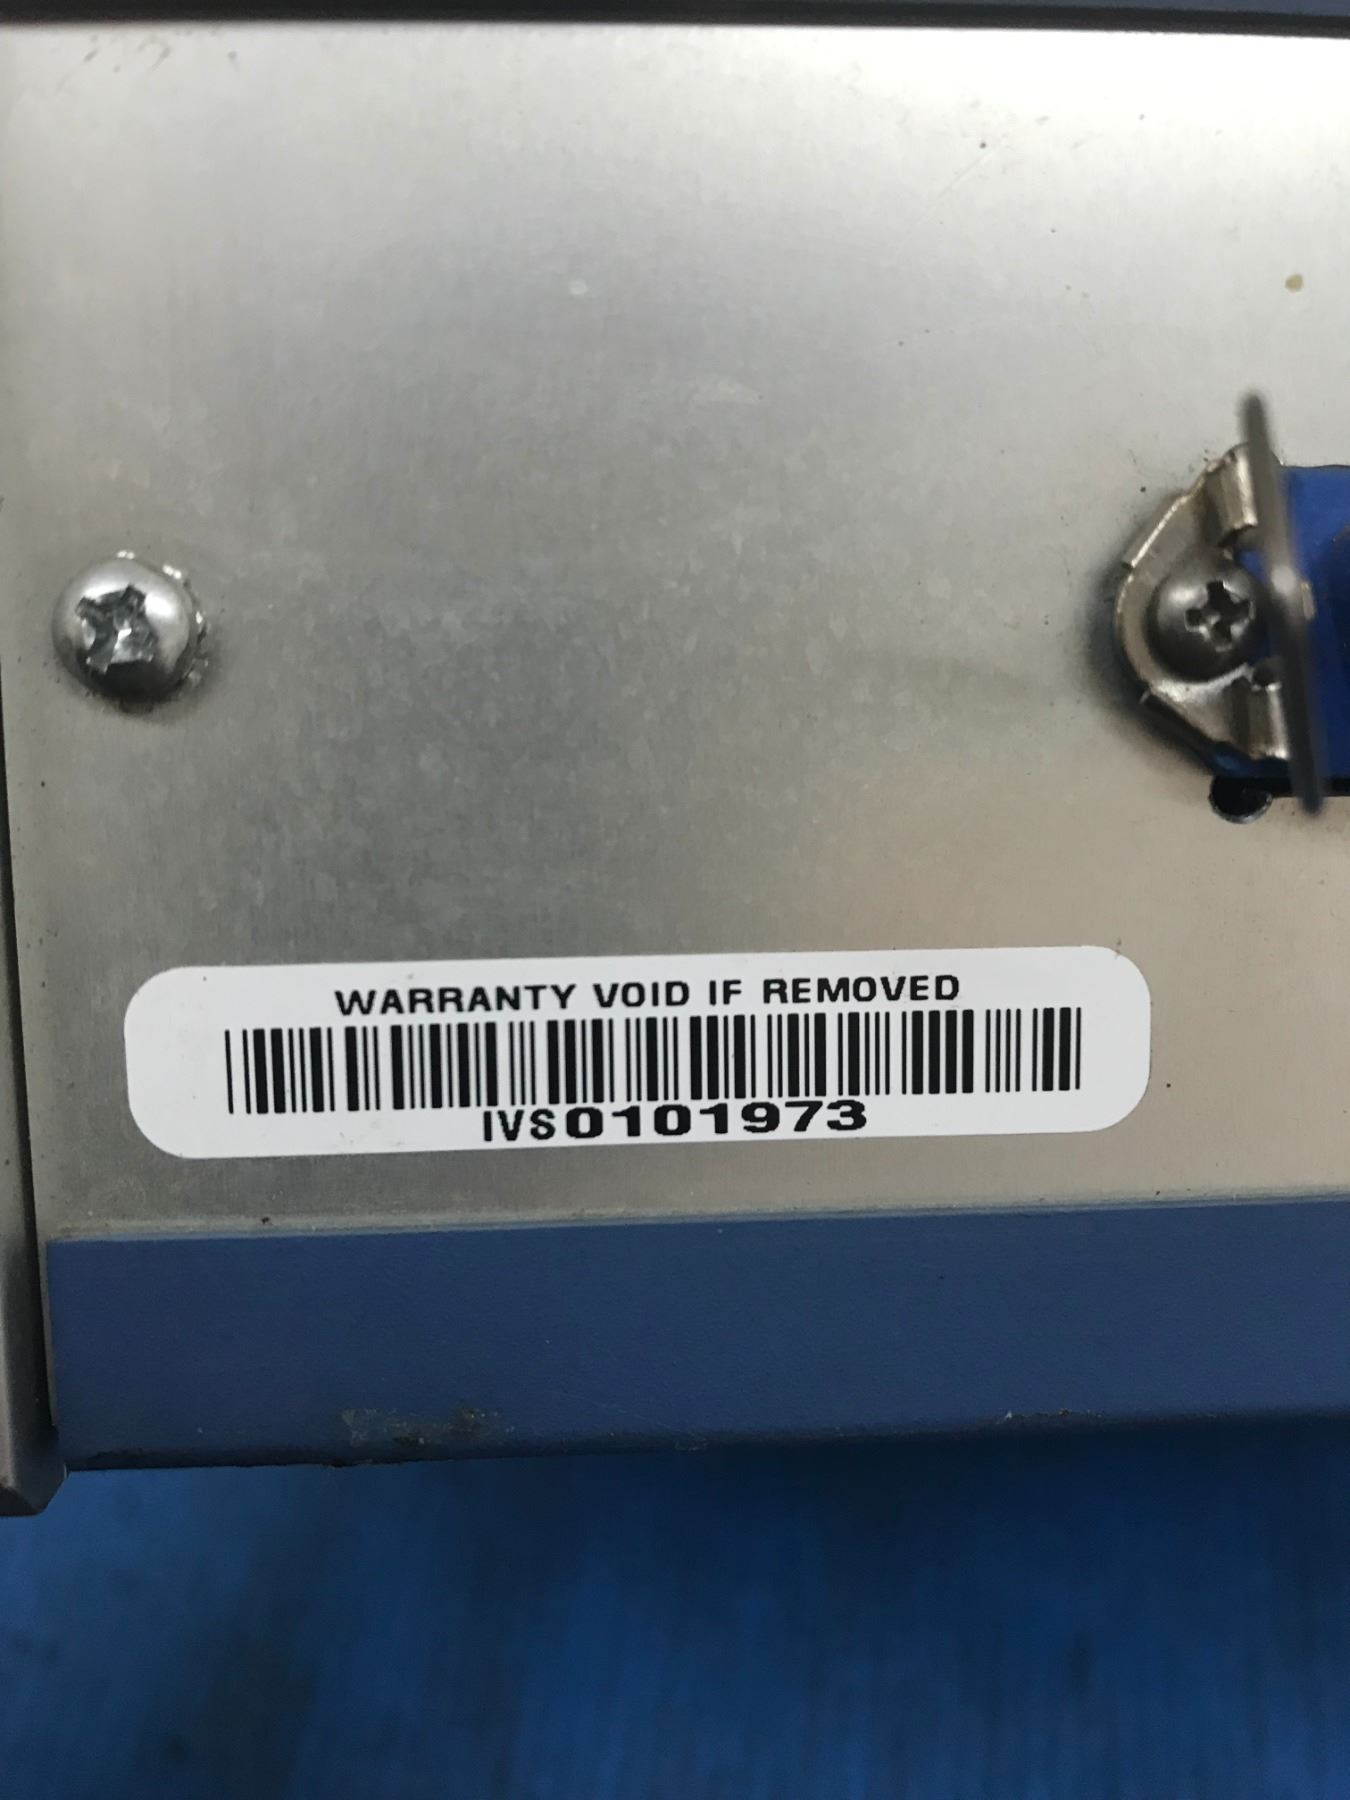 WARRANTY VOID IF REMOVED
IVS0101973